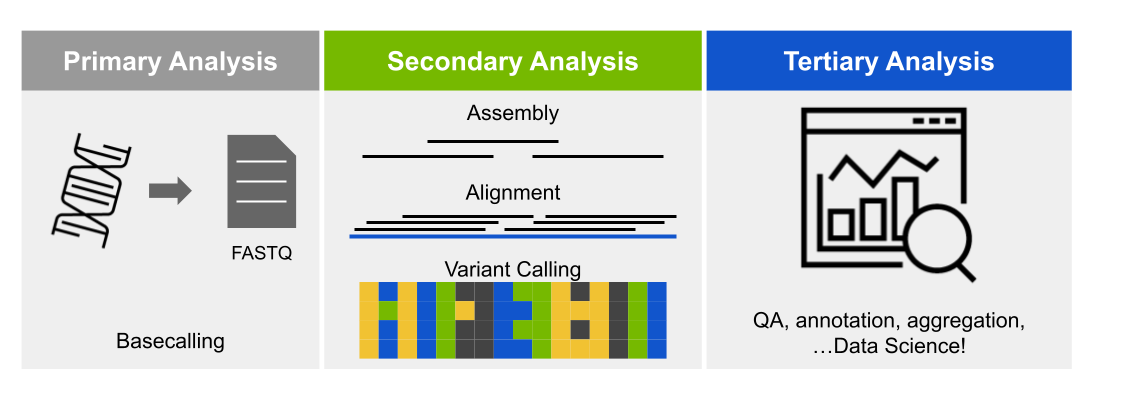 Primary Analysis
Secondary Analysis
Tertiary Analysis
FASTQ
Basecalling
Assembly
Alignment
Variant Calling
QA, annotation, aggregation,
…Data Science!